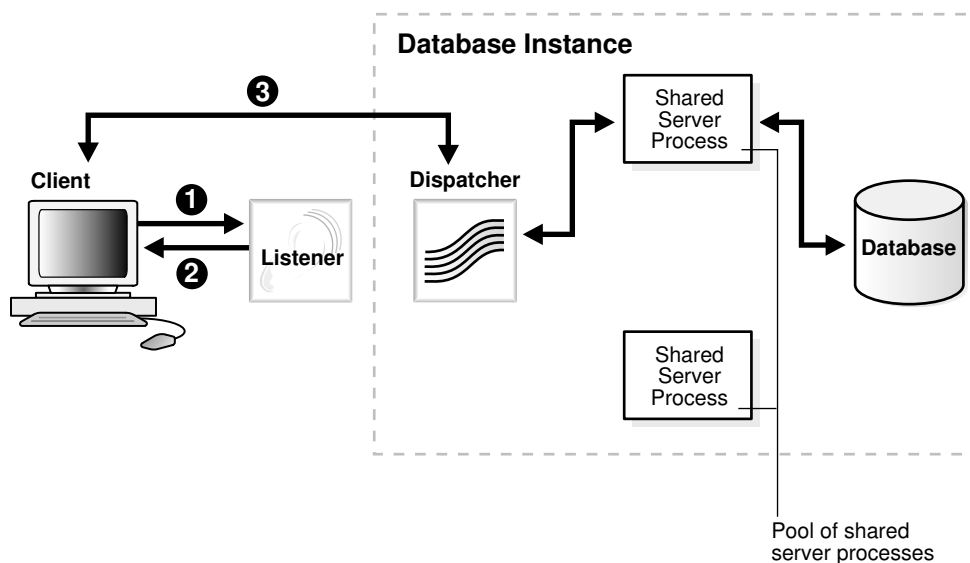 Database Instance
3
Shared
Server
Process
Client
Dispatcher
1
Listener
2
Database
Shared
Server
Process
Pool of shared
server processes